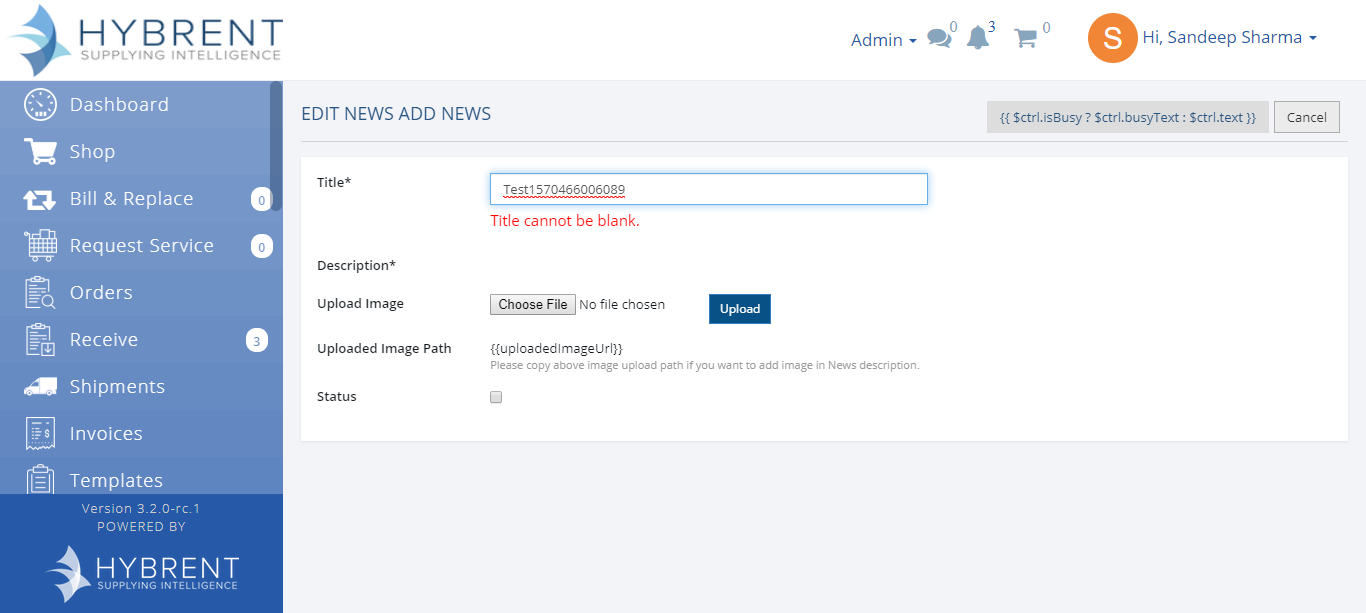 HYBRENT
SUPPLYING INTELLIGENCE
Admin
0
3
0
S
Hi, Sandeep Sharma
Dashboard
Shop
Bill & Replace 0
Request Service 0
Orders
Receive 3
Shipments
Invoices
Templates
Version 3.2.0-rc.1
POWERED BY
HYBRENT
SUPPLYING INTELLIGENCE
EDIT NEWS ADD NEWS
{{ $ctrl.isBusy ? $ctrl.busyText : $ctrl.text }}
Cancel
Title* Test1570466006089
Title cannot be blank.
Description*
Upload Image Choose File No file chosen Upload
Uploaded Image Path {{uploadedImageUrl}}
Please copy above image upload path if you want to add image in News description.
Status